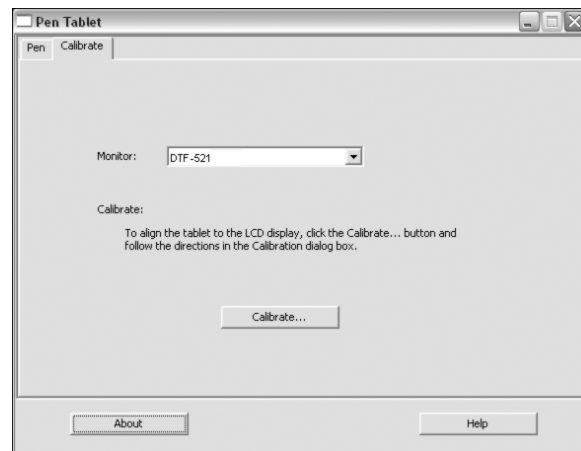 Pen Tablet
Pen Calibrate
Monitor: DTF-521
Calibrate:
To align the tablet to the LCD display, click the Calibrate... button and
follow the directions in the Calibration dialog box.
Calibrate...
About Help